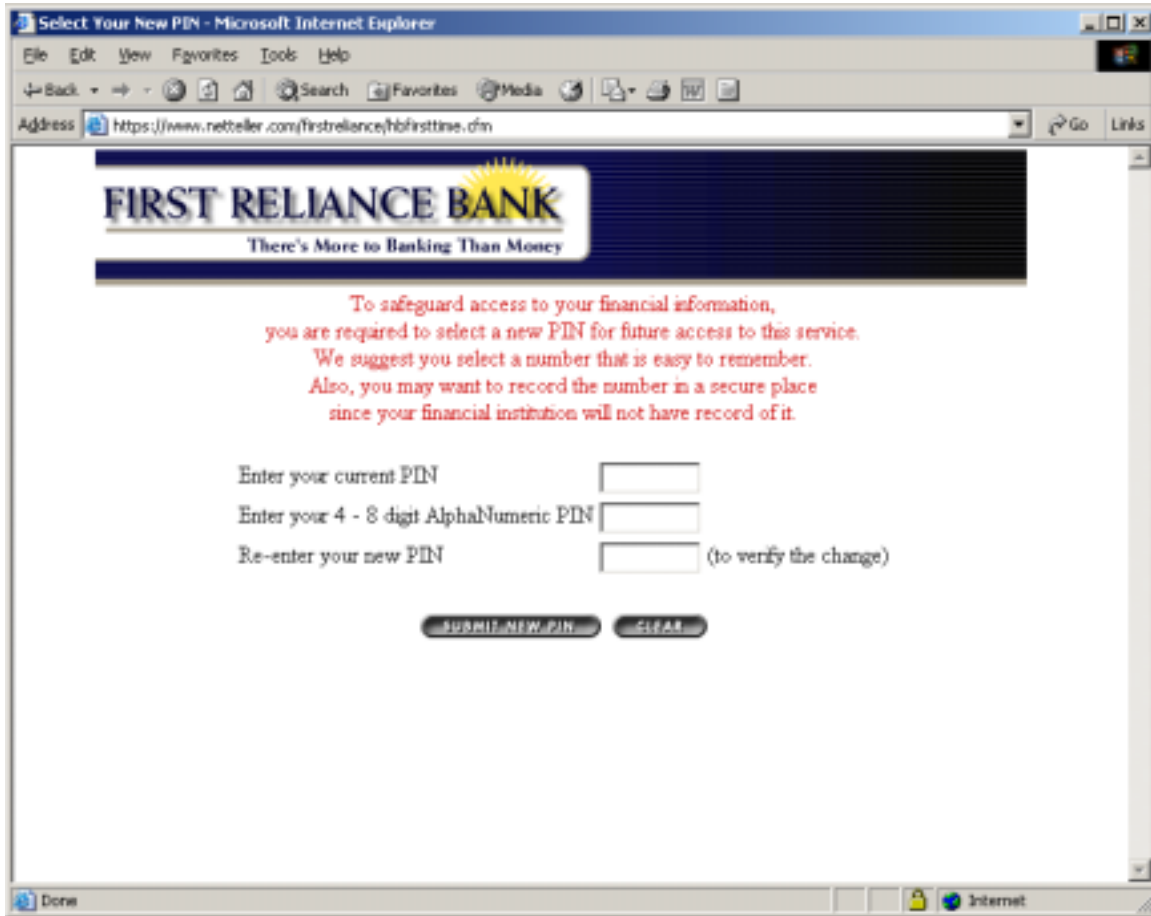 Select Your New PIN - Microsoft Internet Explorer
File Edit View Favorites Tools Help
Back Search Favorites Media
Address https://www.netteller.com/firstreliance/hbfirsttime.cfm Go Links
FIRST RELIANCE BANK
There's More to Banking Than Money
To safeguard access to your financial information,
you are required to select a new PIN for future access to this service.
We suggest you select a number that is easy to remember.
Also, you may want to record the number in a secure place
since your financial institution will not have record of it.
Enter your current PIN
Enter your 4 - 8 digit AlphaNumeric PIN
Re-enter your new PIN (to verify the change)
SUBMIT NEW PIN CLEAR
Done Internet